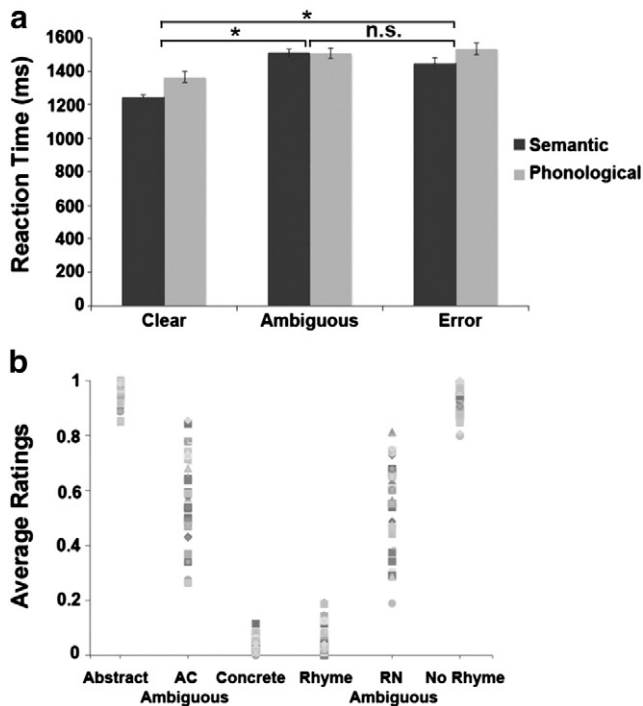 a
*
* n.s.
1600
1400
1200
1000
800
600
400
200
0
Reaction Time (ms)
Clear Ambiguous Error
Semantic
Phonological
b
1
0.8
0.6
0.4
0.2
0
Average Ratings
Abstract AC Concrete Rhyme RN No Rhyme
Ambiguous Ambiguous